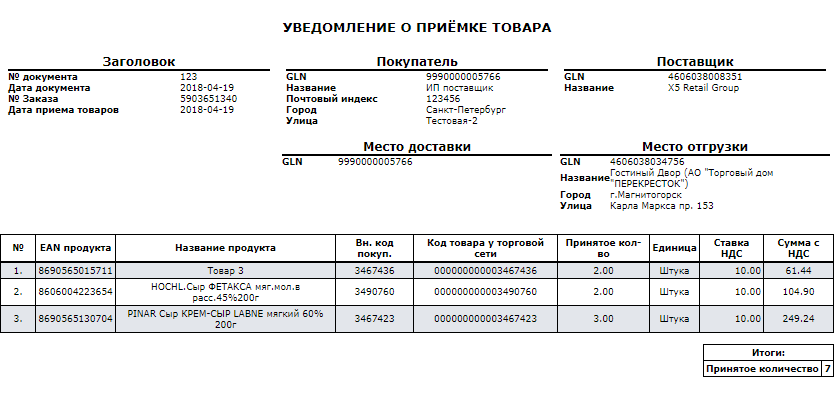 УВЕДОМЛЕНИЕ О ПРИЁМКЕ ТОВАРА
Заголовок
№ документа 123
Дата документа 2018-04-19
№ Заказа 5903651340
Дата приема товаров 2018-04-19
Покупатель
GLN 9990000005766
Название ИП поставщик
Почтовый индекс 123456
Город Санкт-Петербург
Улица Тестовая-2
Поставщик
GLN 4606038008351
Название X5 Retail Group
Место доставки
GLN 9990000005766
Место отгрузки
GLN 4606038034756
Название Гостиный Двор (АО "Торговый дом
"ПЕРЕКРЕСТОК")
Город г.Магнитогорск
Улица Карла Маркса пр. 153
№ EAN продукта Название продукта Вн. код покуп. Код товара у торговой сети Принятое кол-во Единица Ставка НДС Сумма с НДС
1. 8690565015711 Товар 3 3467436 000000000003467436 2.00 Штука 10.00 61.44
2. 8606004223654 HOCHL.Сыр ФЕТАКСА мяг.мол.в расс.45%200г 3490760 000000000003490760 2.00 Штука 10.00 104.90
3. 8690565130704 PINAR Сыр КРЕМ-СЫР LABNE мягкий 60% 200г 3467423 000000000003467423 3.00 Штука 10.00 249.24
Итоги:
Принятое количество 7